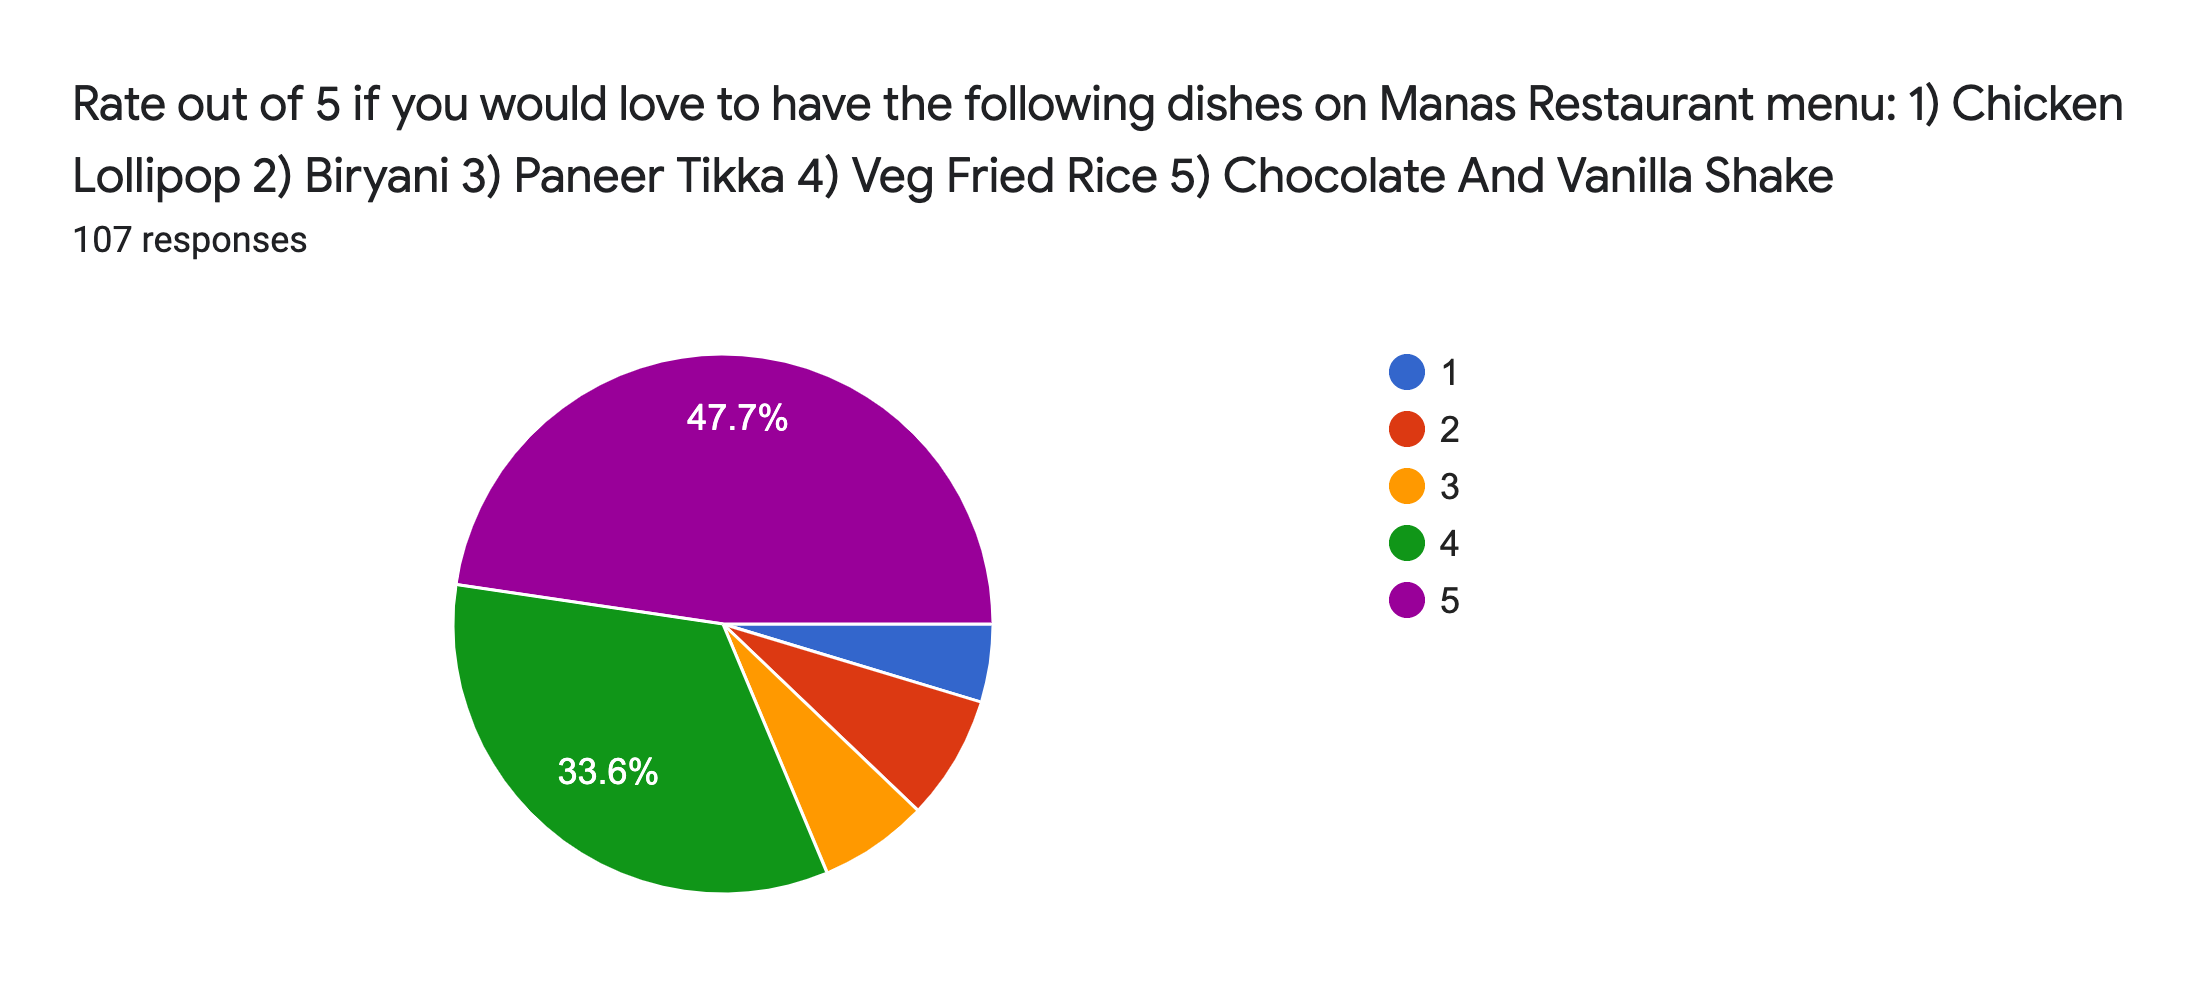 Rate out of 5 if you would love to have the following dishes on Manas Restaurant menu: 1) Chicken
Lollipop 2) Biryani 3) Paneer Tikka 4) Veg Fried Rice 5) Chocolate And Vanilla Shake
107 responses
47.7%
33.6%
1
2
3
4
5